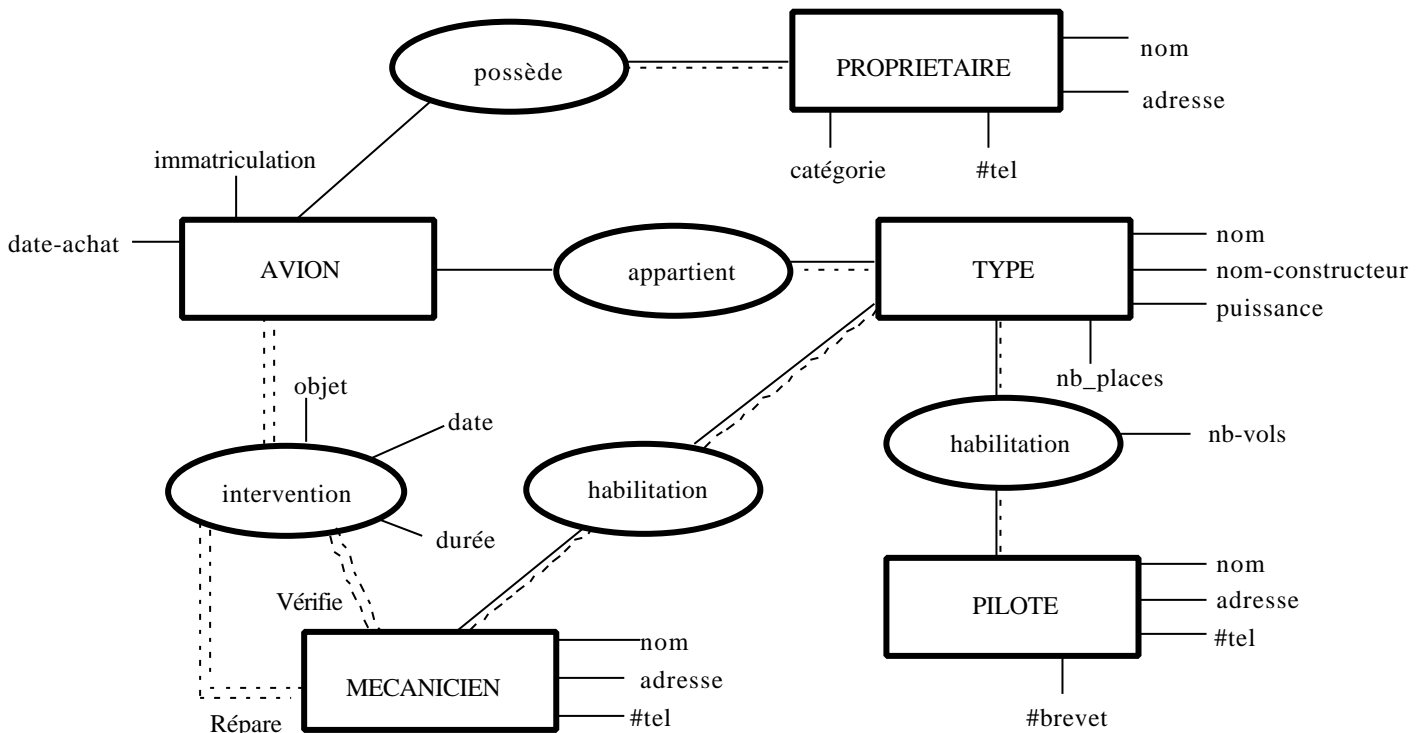 possède
PROPRIETAIRE
nom
adresse
catégorie
#tel
immatriculation
date-achat
AVION
appartient
TYPE
nom
nom-constructeur
puissance
nb_places
objet
date
intervention
durée
habilitation
habilitation
nb-vols
Vérifie
Répare
MECANICIEN
nom
adresse
#tel
PILOTE
nom
adresse
#tel
#brevet